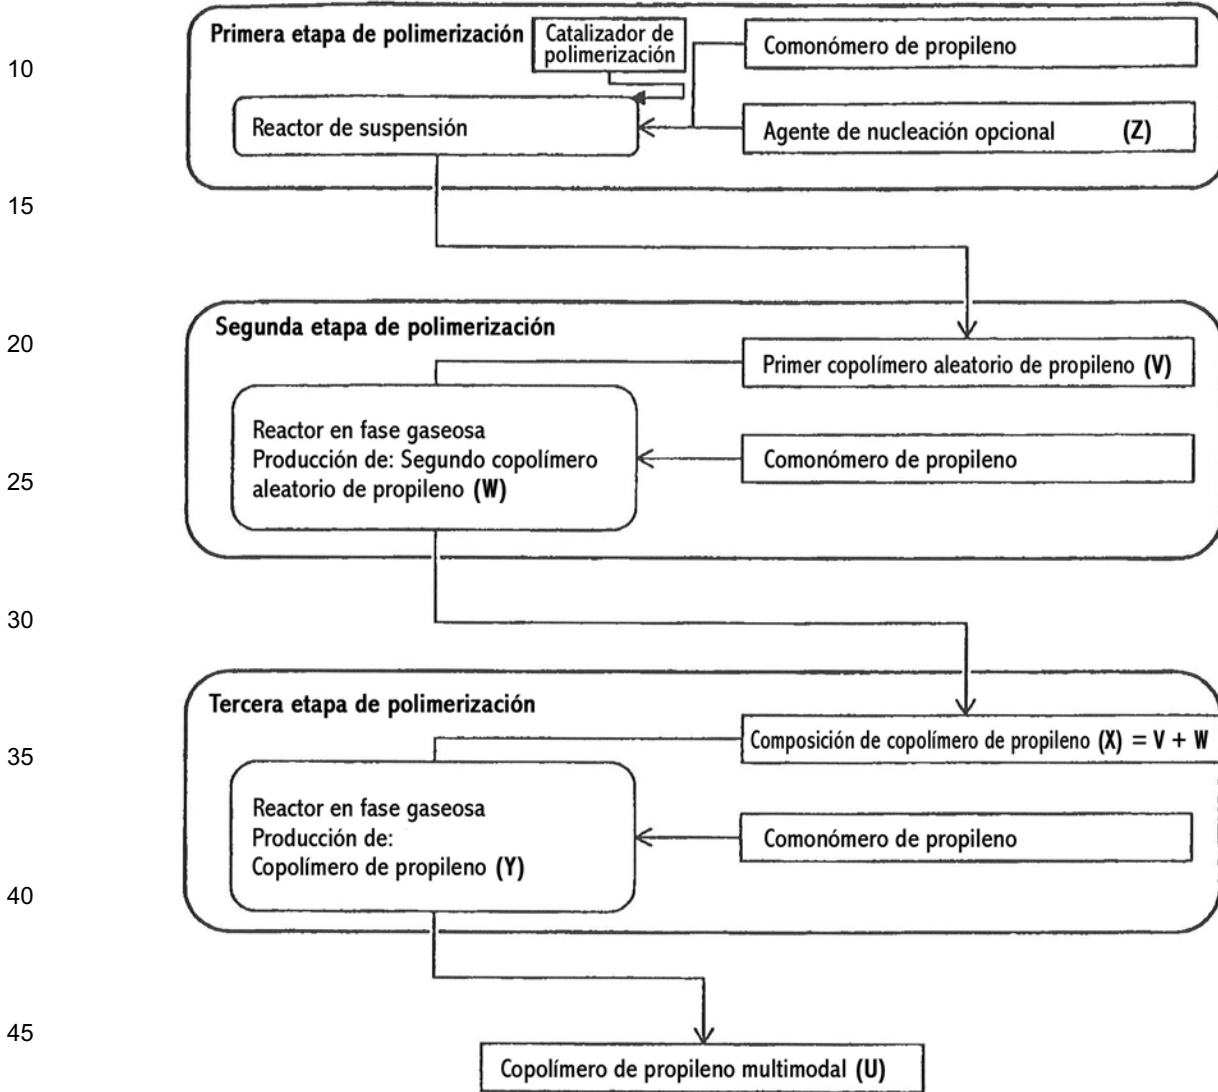 Primera etapa de polimerización
Catalizador de
polimerización
Comonómero de propileno
10
Reactor de suspensión
Agente de nucleación opcional (Z)
15
Segunda etapa de polimerización
20
Primer copolímero aleatorio de propileno (V)
Reactor en fase gaseosa
Producción de: Segundo copolímero
aleatorio de propileno (W)
Comonómero de propileno
25
30
Tercera etapa de polimerización
Composición de copolímero de propileno (X) = V + W
35
Reactor en fase gaseosa
Producción de:
Copolímero de propileno (Y)
Comonómero de propileno
40
45
Copolímero de propileno multimodal (U)